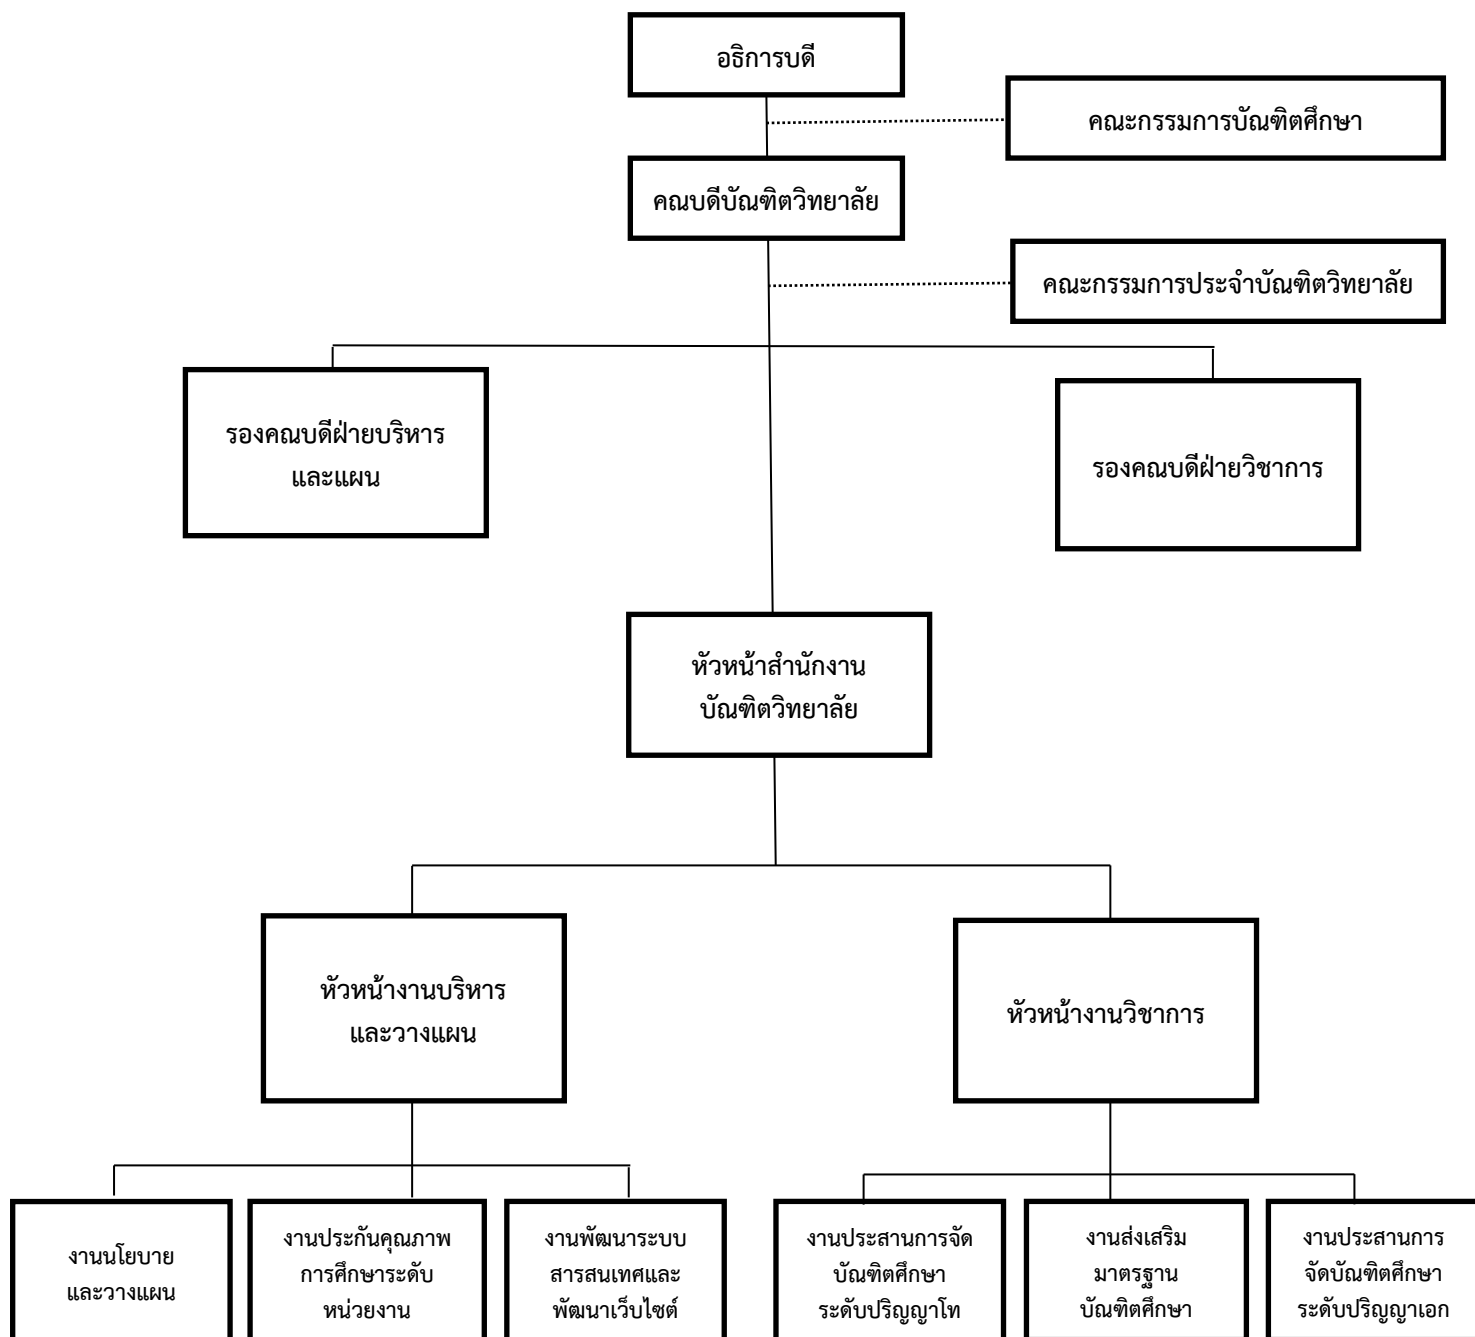 อธิการบดี
คณะกรรมการบัณฑิตศึกษา
คณบดีบัณฑิตวิทยาลัย
คณะกรรมการประจำบัณฑิตวิทยาลัย
รองคณบดีฝ่ายบริหาร
และแผน
รองคณบดีฝ่ายวิชาการ
หัวหน้าสำนักงาน
บัณฑิตวิทยาลัย
หัวหน้างานบริหาร
และวางแผน
หัวหน้างานวิชาการ
งานนโยบาย
และวางแผน
งานประกันคุณภาพ
การศึกษาระดับ
หน่วยงาน
งานพัฒนาระบบ
สารสนเทศและ
พัฒนาเว็บไซต์
งานประสานการจัด
บัณฑิตศึกษา
ระดับปริญญาโท
งานส่งเสริม
มาตรฐาน
บัณฑิตศึกษา
งานประสานการ
จัดบัณฑิตศึกษา
ระดับปริญญาเอก